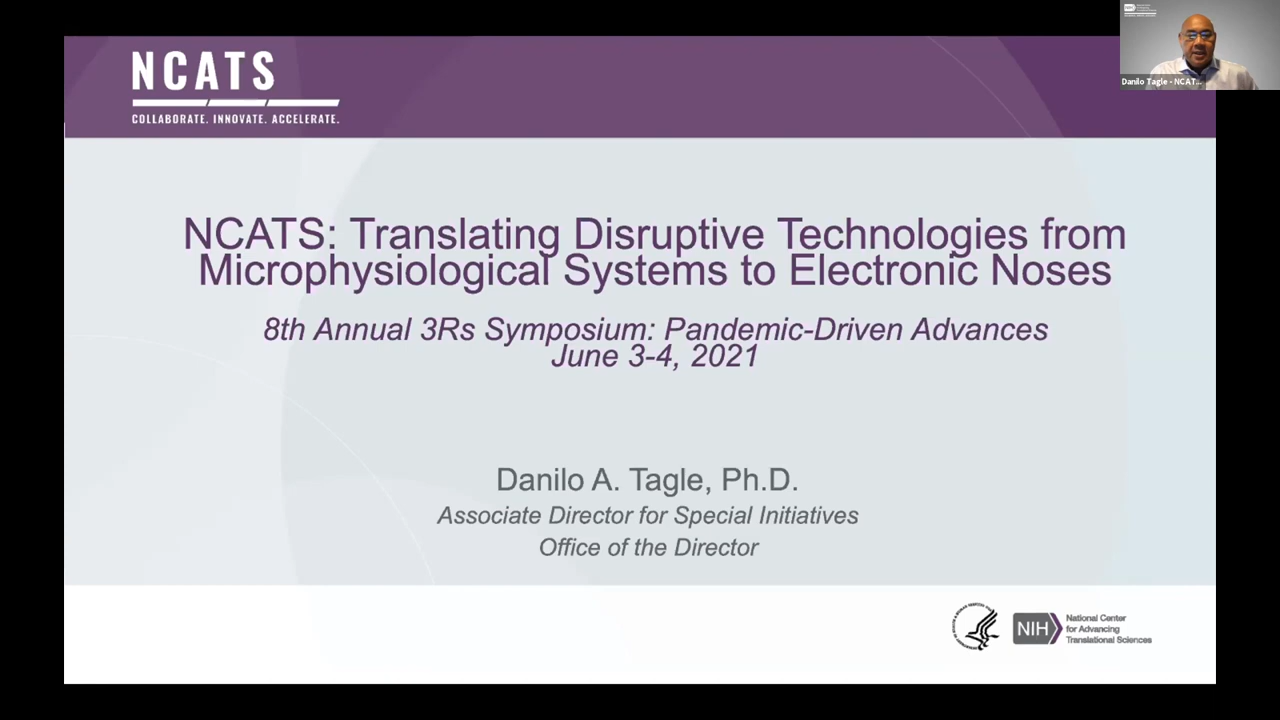 NCATS
COLLABORATE. INNOVATE. ACCELERATE.
Danilo Tagle - NCAT...
NCATS: Translating Disruptive Technologies from
Microphysiological Systems to Electronic Noses
8th Annual 3Rs Symposium: Pandemic-Driven Advances
June 3-4, 2021
Danilo A. Tagle, Ph.D.
Associate Director for Special Initiatives
Office of the Director
NIH
National Center
for Advancing
Translational Sciences